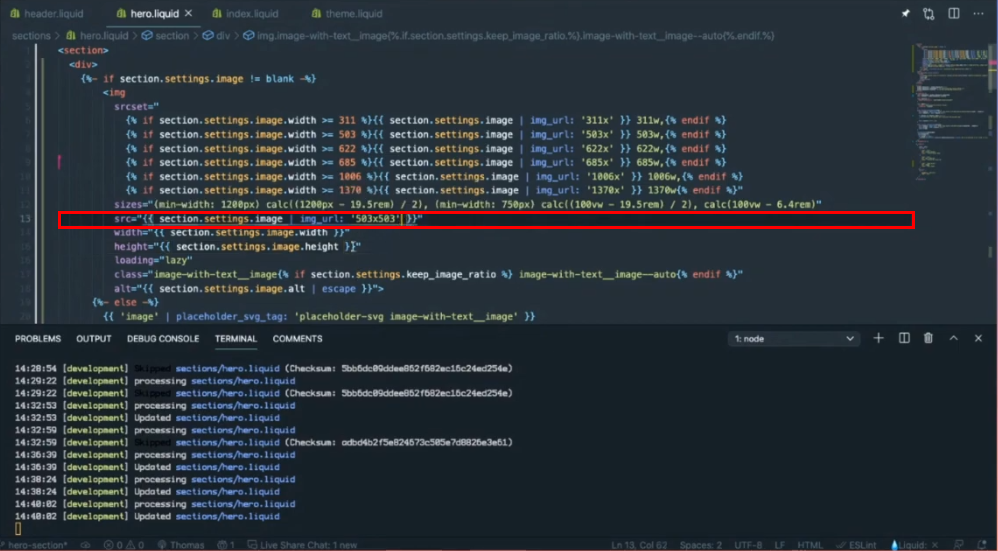 header.liquid hero.liquid × index.liquid theme.liquid
sections > hero.liquid > section > div > img.image-with-text__image{%.if.section.settings.keep_image_ratio.%}.image-with-text__image--auto{%.endif.%}
<section>
<div>
{%- if section.settings.image != blank -%}
<img
srcset="
{% if section.settings.image.width >= 311 %}{{ section.settings.image | img_url: '311x' }} 311w,{% endif %}
{% if section.settings.image.width >= 503 %}{{ section.settings.image | img_url: '503x' }} 503w,{% endif %}
{% if section.settings.image.width >= 622 %}{{ section.settings.image | img_url: '622x' }} 622w,{% endif %}
{% if section.settings.image.width >= 685 %}{{ section.settings.image | img_url: '685x' }} 685w,{% endif %}
{% if section.settings.image.width >= 1006 %}{{ section.settings.image | img_url: '1006x' }} 1006w,{% endif %}
{% if section.settings.image.width >= 1370 %}{{ section.settings.image | img_url: '1370x' }} 1370w{% endif %}"
sizes="(min-width: 1200px) calc((1200px - 19.5rem) / 2), (min-width: 750px) calc((100vw - 19.5rem) / 2), calc(100vw - 6.4rem)"
13 src="{{ section.settings.image | img_url: '503x503' }}"
width="{{ section.settings.image.width }}"
height="{{ section.settings.image.height }}"
loading="lazy"
class="image-with-text__image{% if section.settings.keep_image_ratio %} image-with-text__image--auto{% endif %}"
alt="{{ section.settings.image.alt | escape }}">
{%- else -%}
{{ 'image' | placeholder_svg_tag: 'placeholder-svg image-with-text__image' }}
PROBLEMS OUTPUT DEBUG CONSOLE TERMINAL COMMENTS 1: node
14:28:54 [development] Skipped sections/hero.liquid (Checksum: 5bb6dc09ddee862f682ec16c24ed254e)
14:29:22 [development] processing sections/hero.liquid
14:29:22 [development] Skipped sections/hero.liquid (Checksum: 5bb6dc09ddee862f682ec16c24ed254e)
14:32:53 [development] processing sections/hero.liquid
14:32:53 [development] Updated sections/hero.liquid
14:32:59 [development] processing sections/hero.liquid
14:32:59 [development] Skipped sections/hero.liquid (Checksum: adbd4b2f5e824673c505e7d8826e3e61)
14:36:39 [development] processing sections/hero.liquid
14:36:39 [development] Updated sections/hero.liquid
14:38:24 [development] processing sections/hero.liquid
14:38:24 [development] Updated sections/hero.liquid
14:40:02 [development] processing sections/hero.liquid
14:40:02 [development] Updated sections/hero.liquid
hero-section* 0 0 Thomas 1 Live Share Chat: 1 new Ln 13, Col 62 Spaces: 2 UTF-8 LF HTML ESLint Liquid: